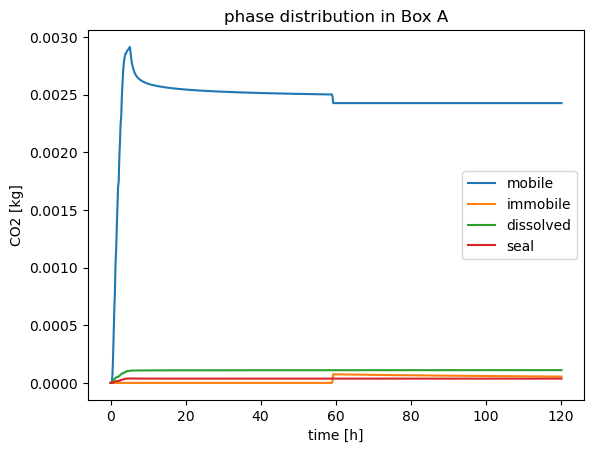 phase distribution in Box A
CO2 [kg]
0.0030
0.0025
0.0020
0.0015
0.0010
0.0005
0.0000
mobile
immobile
dissolved
seal
0 20 40 60 80 100 120
time [h]